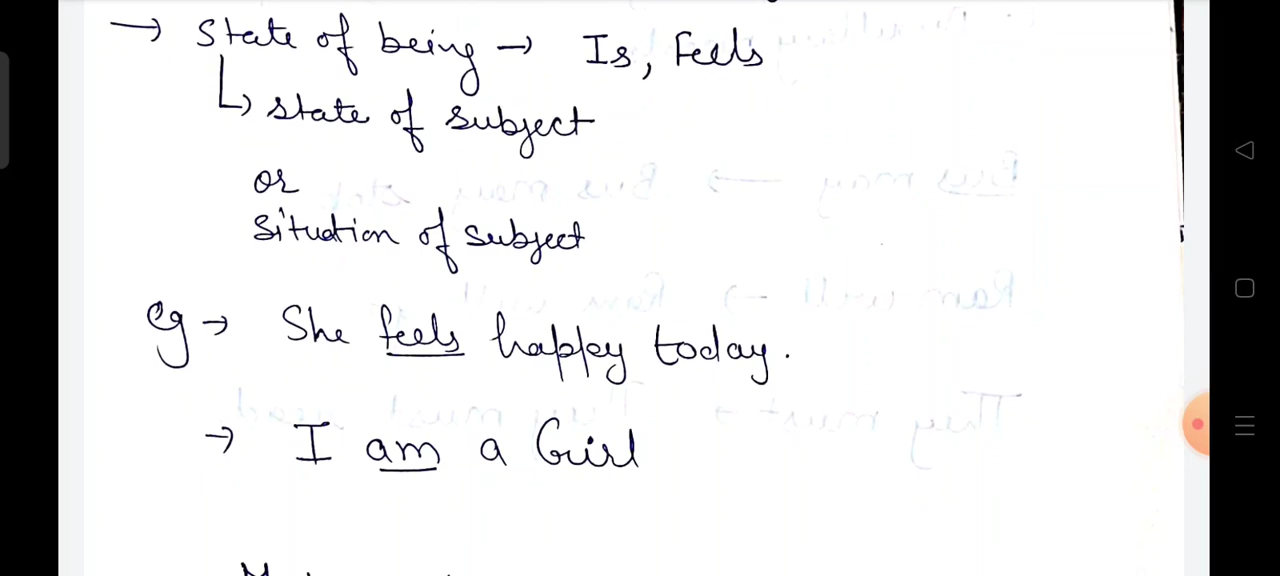 → State of being → Is, Feels
↳ state of subject
or
situation of subject
eg → She feels happy today.
→ I am a Girl